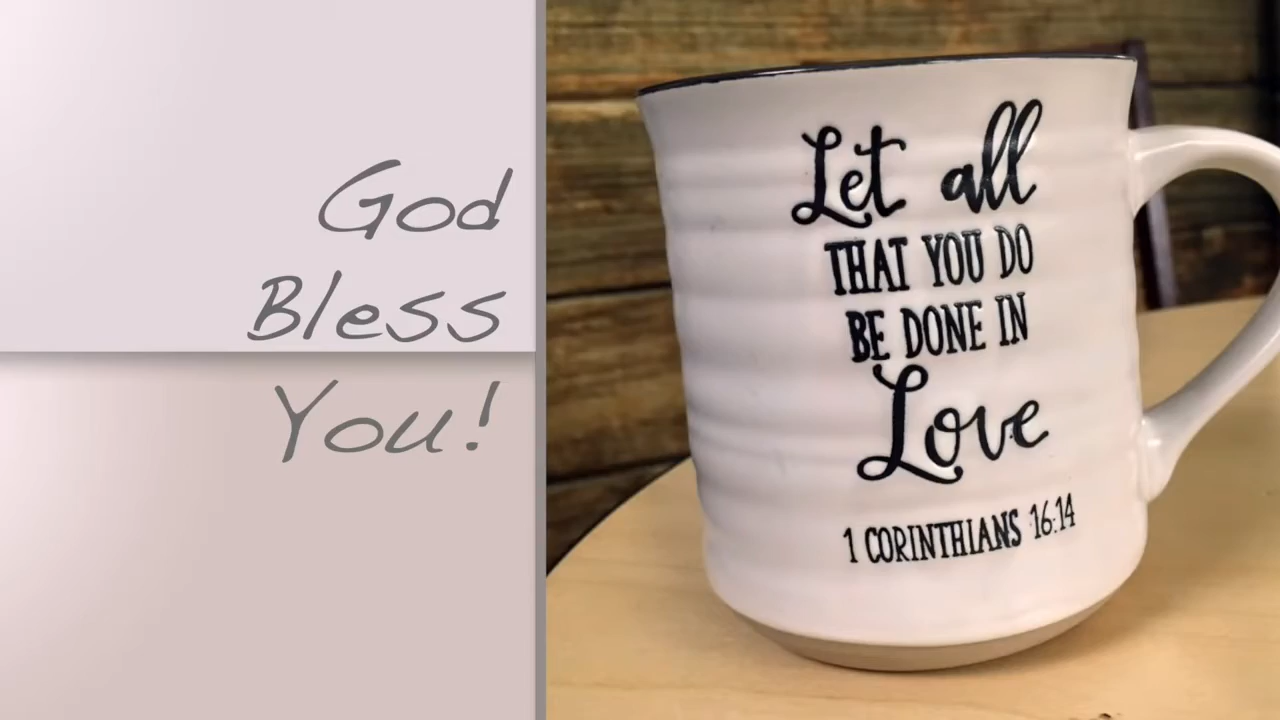 God
Bless
You!
Let all
THAT YOU DO
BE DONE IN
Love
1 CORINTHIANS 16:14